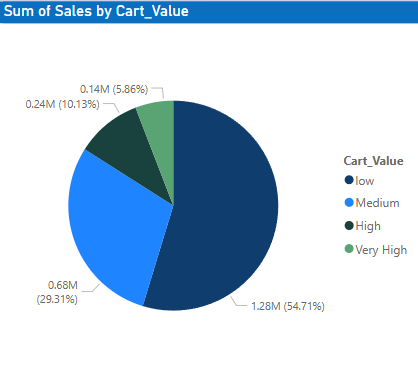 Sum of Sales by Cart_Value
0.14M (5.86%)
0.24M (10.13%)
0.68M
(29.31%)
1.28M (54.71%)
Cart_Value
low
Medium
High
Very High